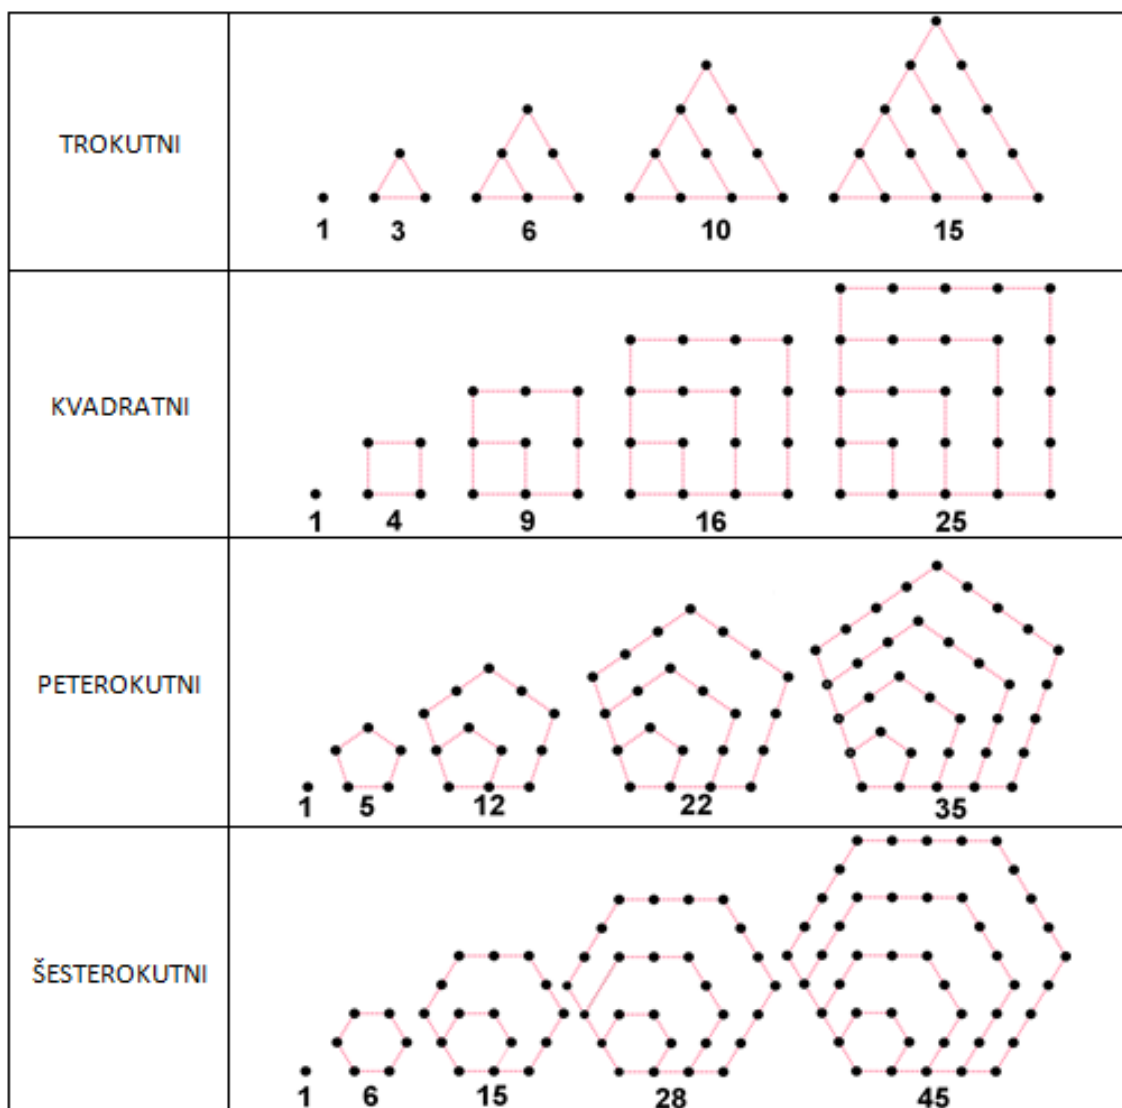 TROKUTNI
1 3 6 10 15
KVADRATNI
1 4 9 16 25
PETEROKUTNI
1 5 12 22 35
ŠESTEROKUTNI
1 6 15 28 45